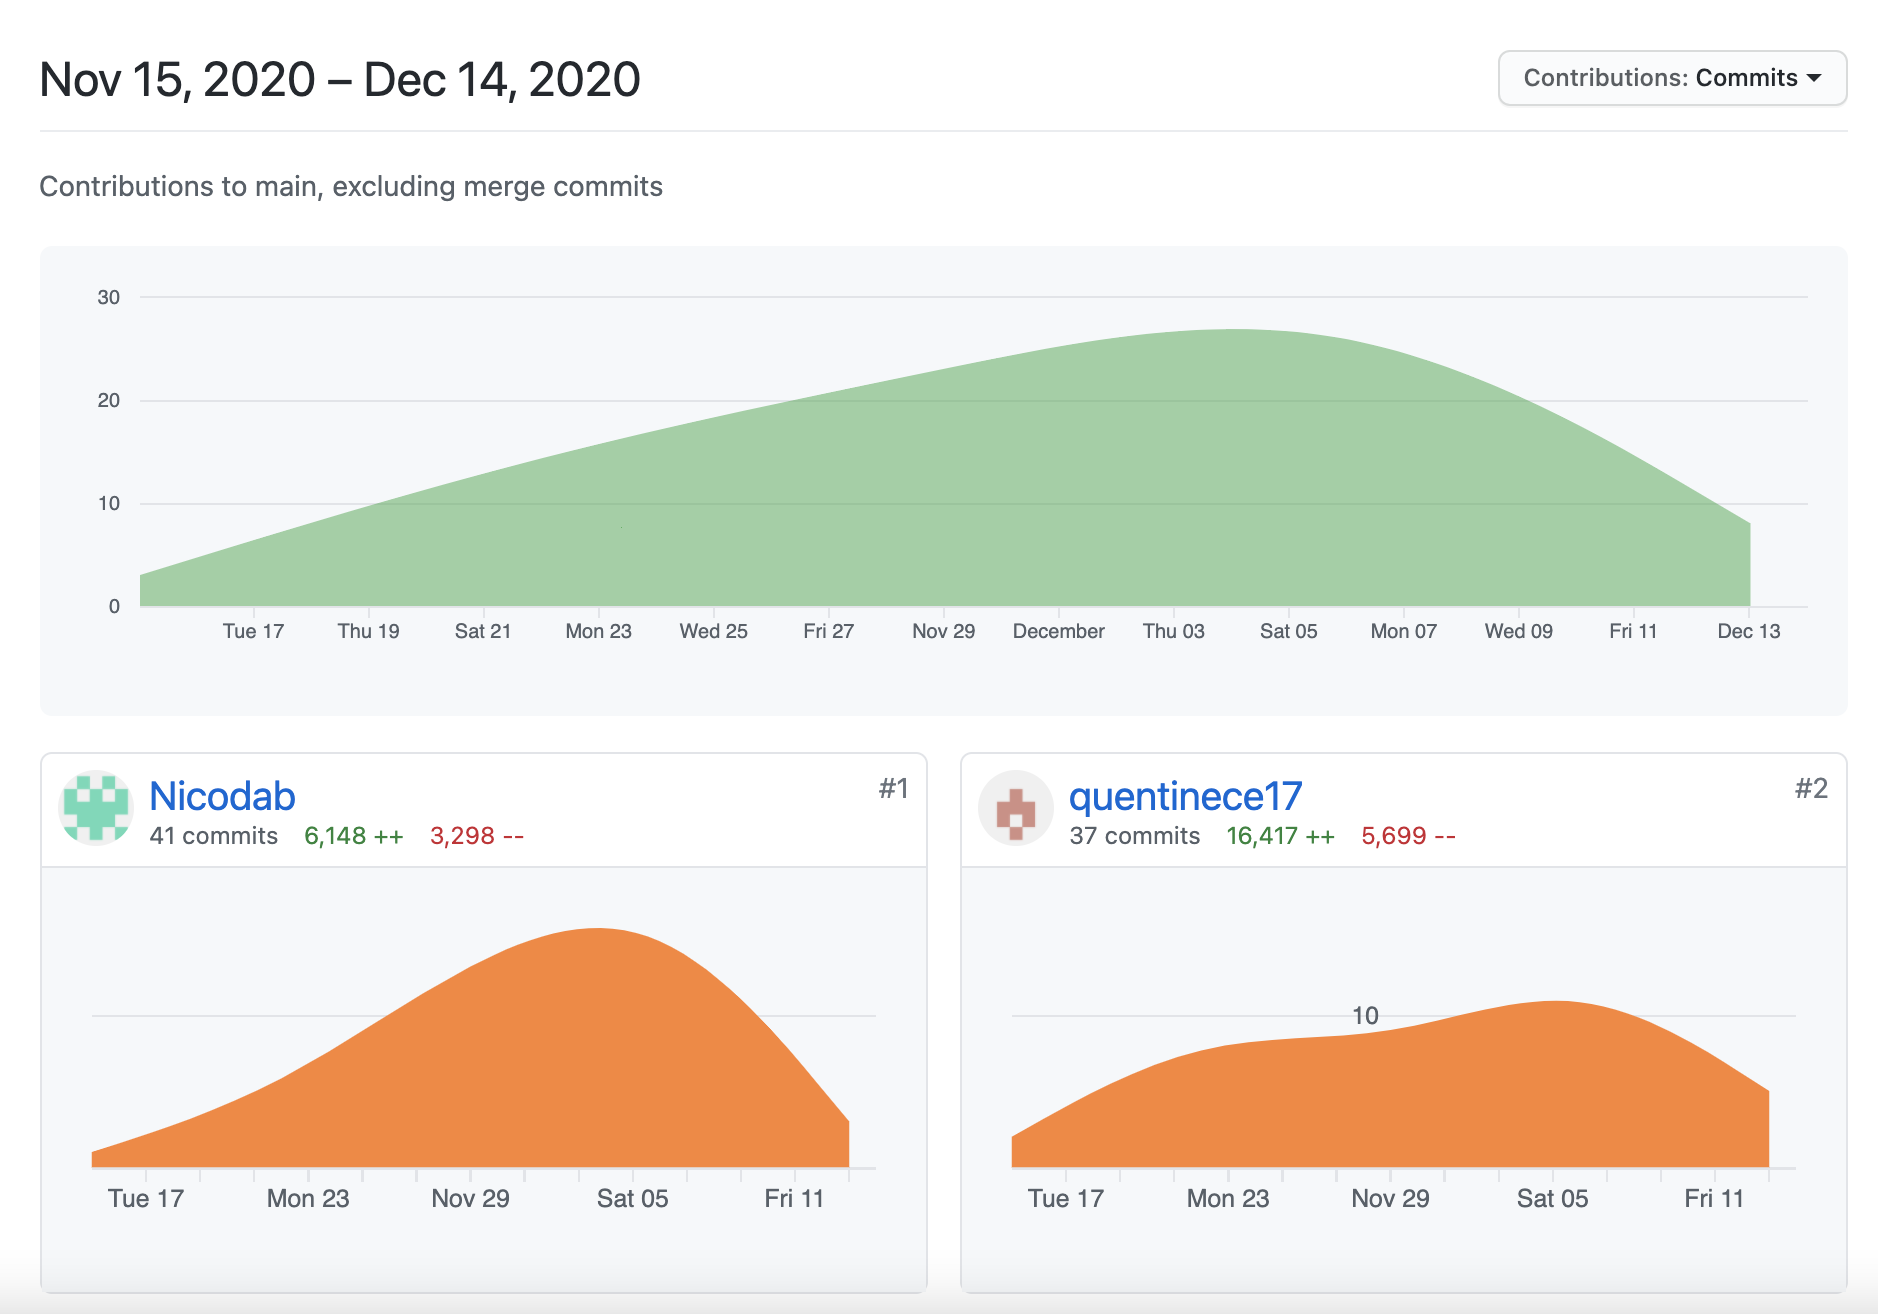 Nov 15, 2020 – Dec 14, 2020
Contributions: Commits
Contributions to main, excluding merge commits
30
20
10
0
Tue 17 Thu 19 Sat 21 Mon 23 Wed 25 Fri 27 Nov 29 December Thu 03 Sat 05 Mon 07 Wed 09 Fri 11 Dec 13
Nicodab #1
41 commits 6,148 ++ 3,298 --
Tue 17 Mon 23 Nov 29 Sat 05 Fri 11
quentinece17 #2
37 commits 16,417 ++ 5,699 --
10
Tue 17 Mon 23 Nov 29 Sat 05 Fri 11